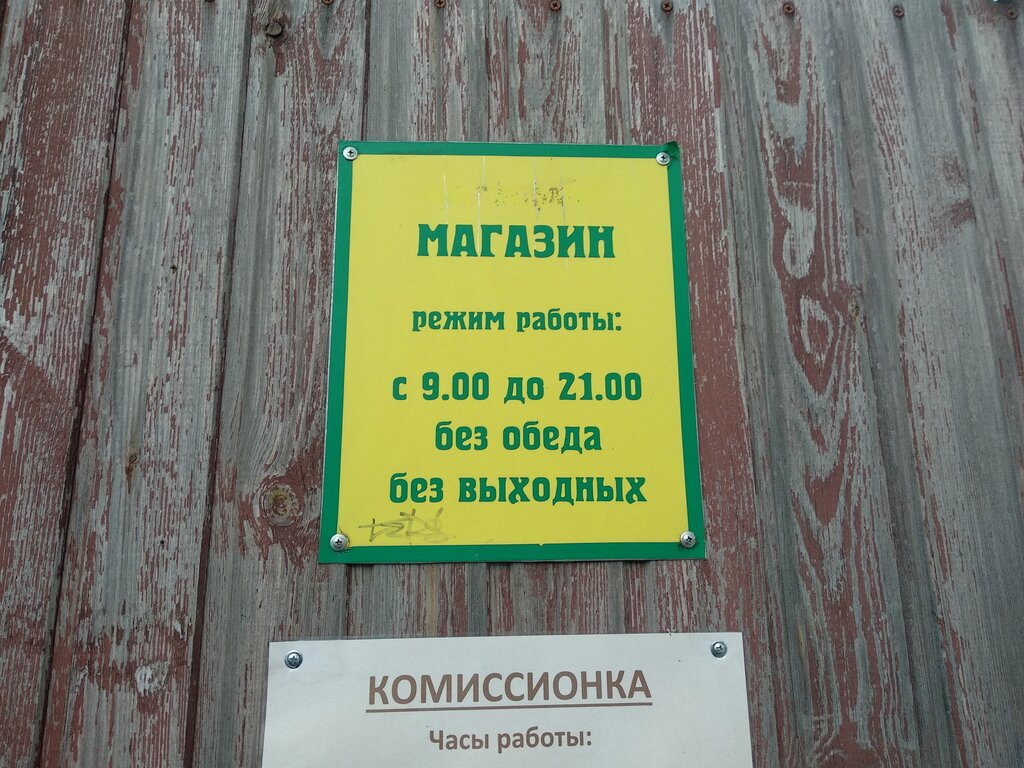 МАГАЗИН
режим работы:
с 9.00 до 21.00
без обеда
без выходных
КОМИССИОНКА
Часы работы: